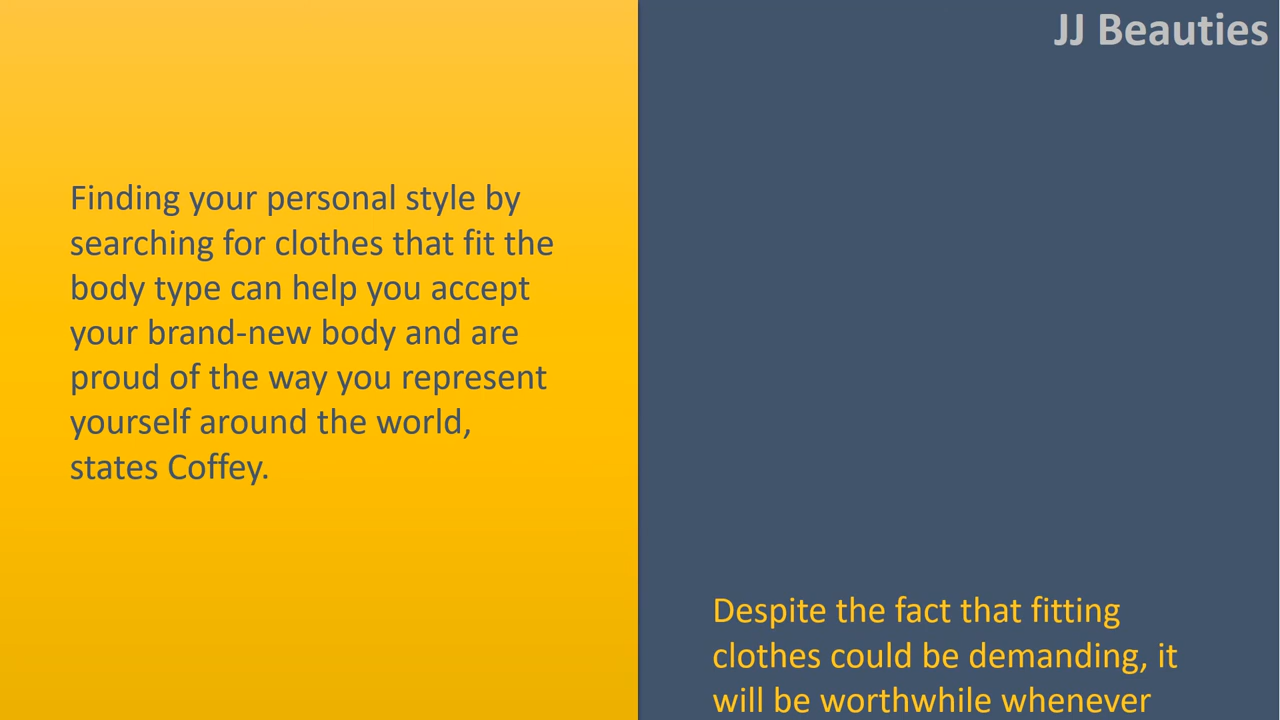 JJ Beauties
Finding your personal style by
searching for clothes that fit the
body type can help you accept
your brand-new body and are
proud of the way you represent
yourself around the world,
states Coffey.
Despite the fact that fitting
clothes could be demanding, it
will be worthwhile whenever